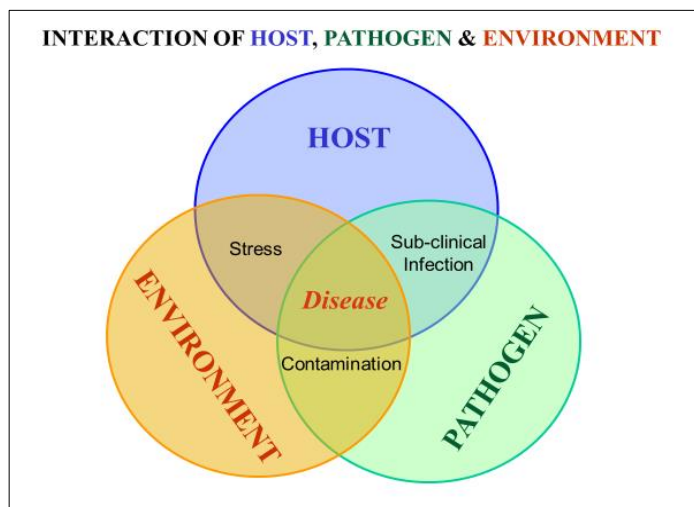 INTERACTION OF HOST, PATHOGEN & ENVIRONMENT
HOST
Stress
Sub-clinical
Infection
Disease
ENVIRONMENT
Contamination
PATHOGEN